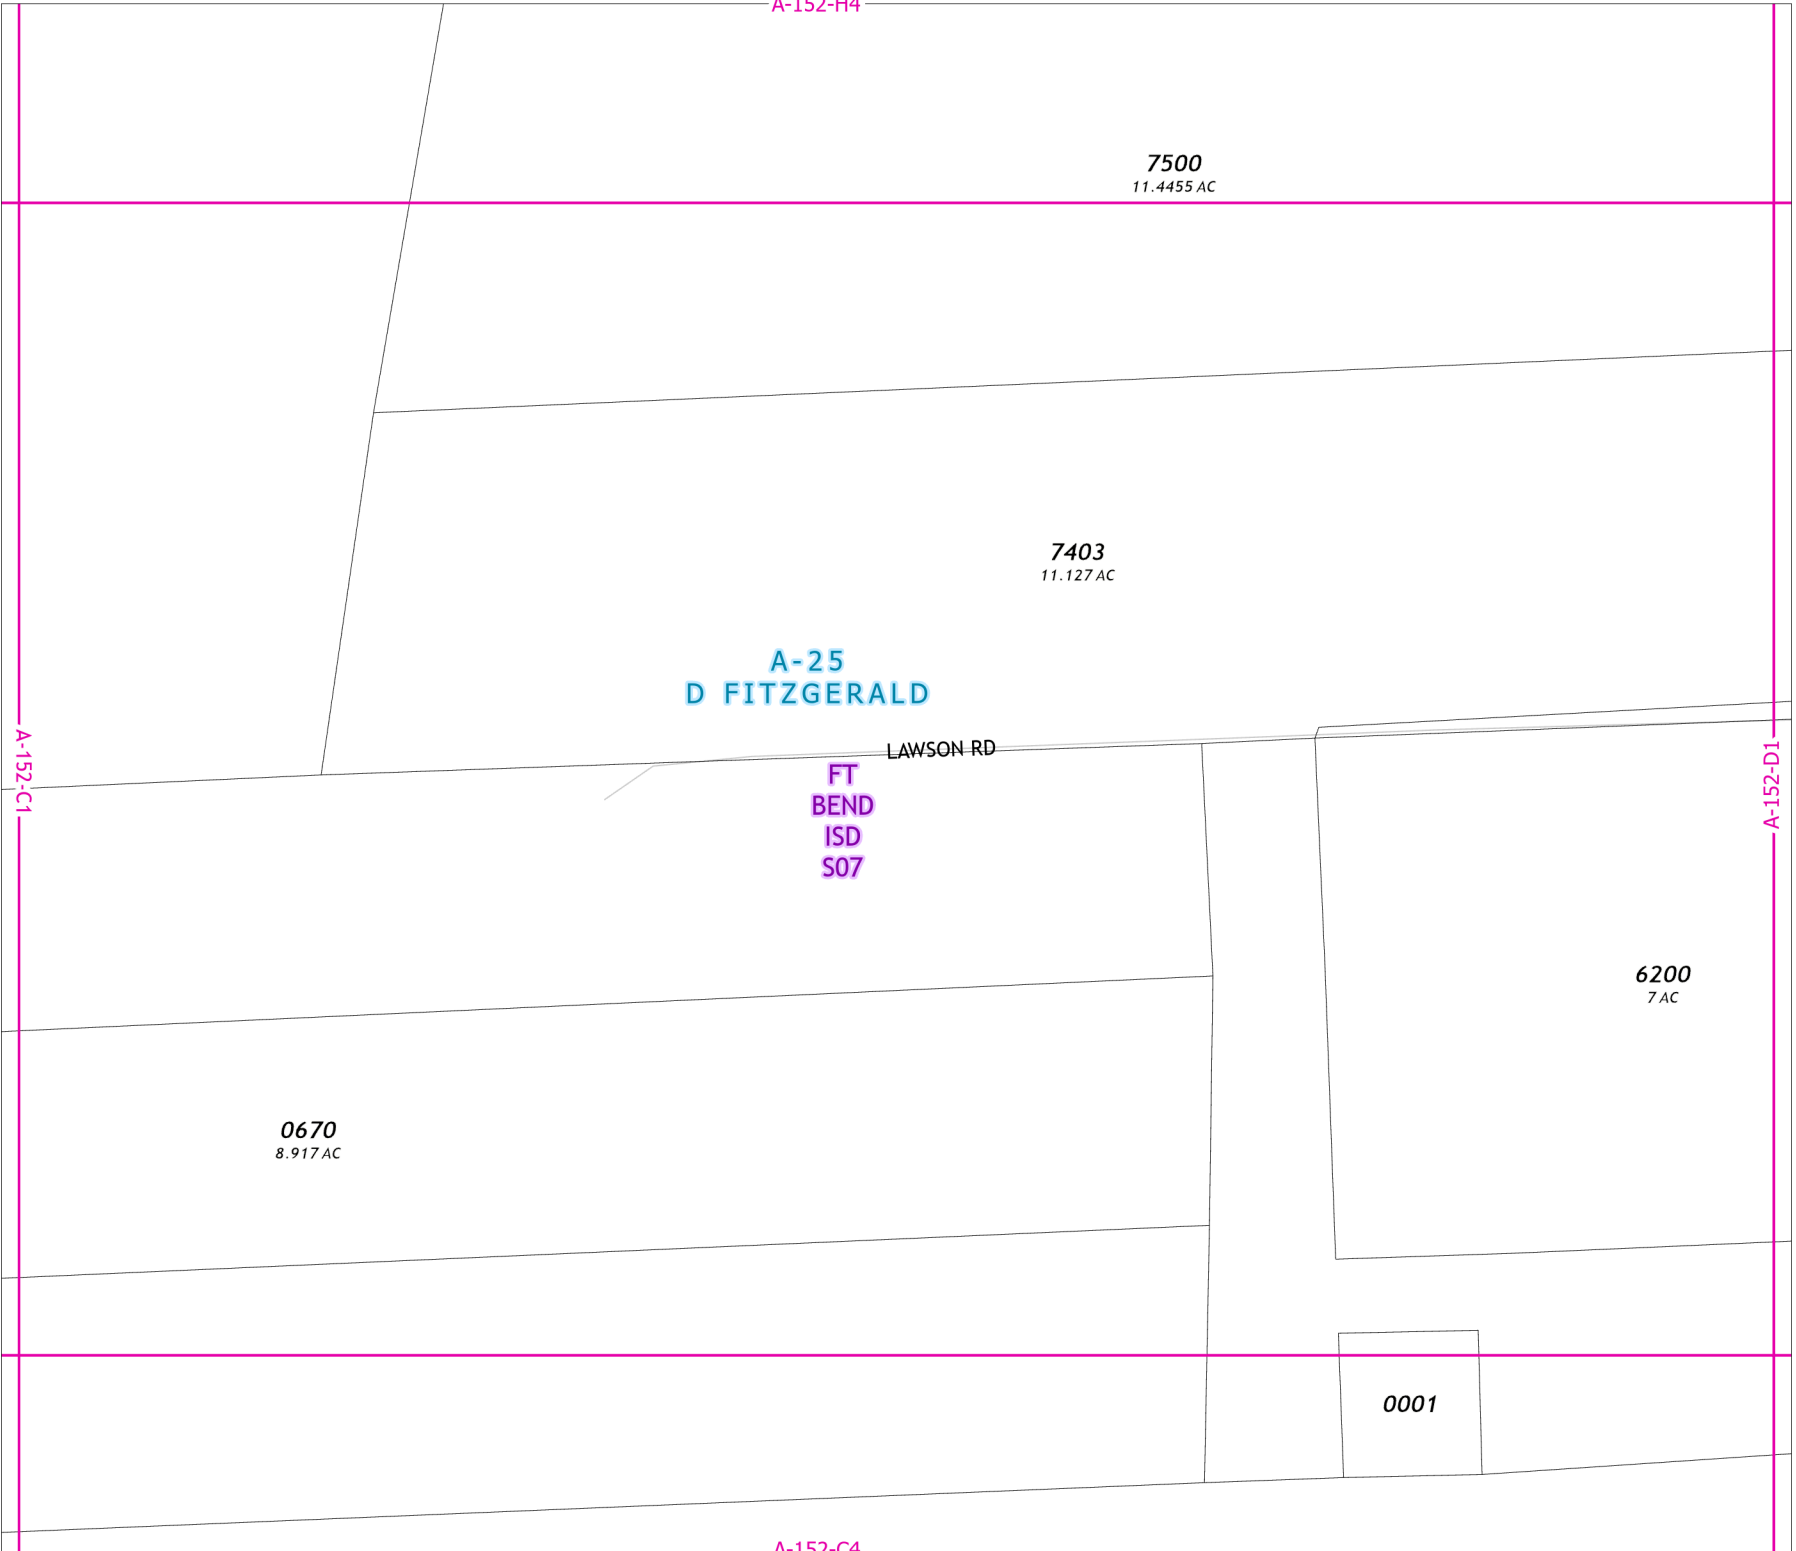 A-152-H4
7500
11.4455 AC
7403
11.127 AC
A-25
D FITZGERALD
LAWSON RD
A-152-C1
A-152-D1
FT
BEND
ISD
S07
6200
7 AC
0670
8.917 AC
0001
A-152-C4